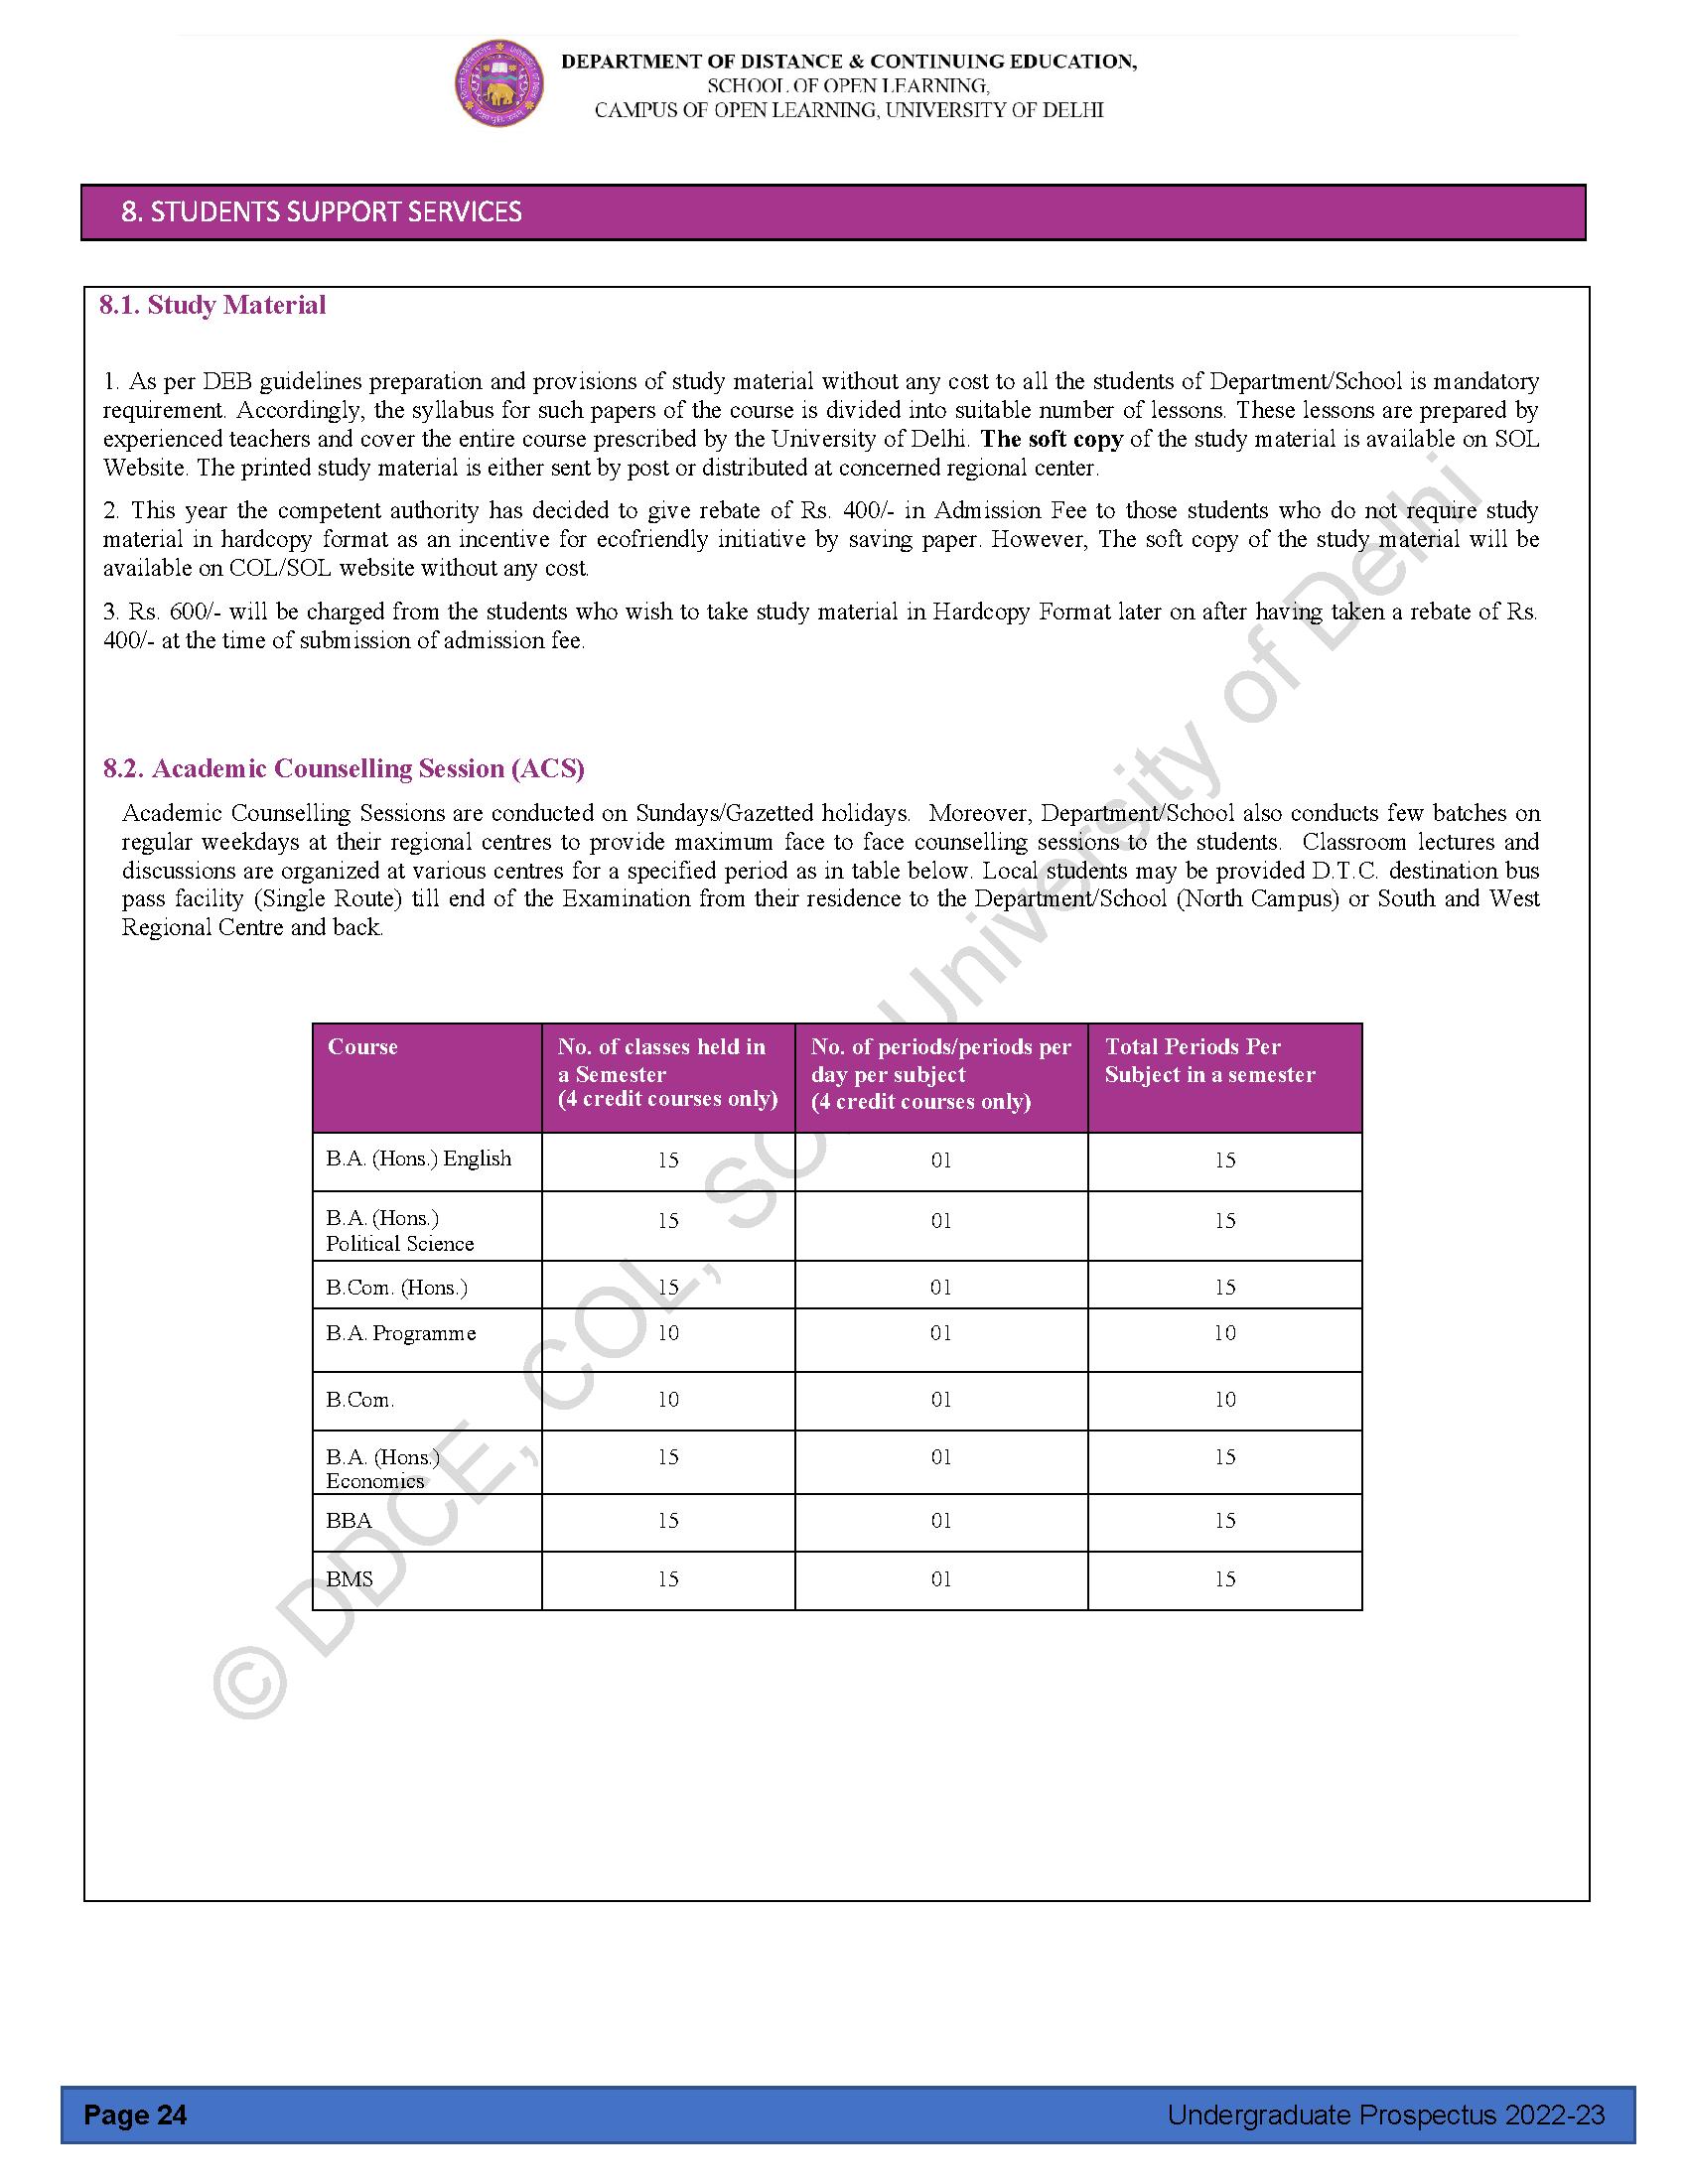 DEPARTMENT OF DISTANCE & CONTINUING EDUCATION,
SCHOOL OF OPEN LEARNING,
CAMPUS OF OPEN LEARNING, UNIVERSITY OF DELHI
8. STUDENTS SUPPORT SERVICES
8.1. Study Material
1. As per DEB guidelines preparation and provisions of study material without any cost to all the students of Department/School is mandatory
requirement. Accordingly, the syllabus for such papers of the course is divided into suitable number of lessons. These lessons are prepared by
experienced teachers and cover the entire course prescribed by the University of Delhi. The soft copy of the study material is available on SOL
Website. The printed study material is either sent by post or distributed at concerned regional center.
2. This year the competent authority has decided to give rebate of Rs. 400/- in Admission Fee to those students who do not require study
material in hardcopy format as an incentive for ecofriendly initiative by saving paper. However, The soft copy of the study material will be
available on COL/SOL website without any cost.
3. Rs. 600/- will be charged from the students who wish to take study material in Hardcopy Format later on after having taken a rebate of Rs.
400/- at the time of submission of admission fee.
8.2. Academic Counselling Session (ACS)
Academic Counselling Sessions are conducted on Sundays/Gazetted holidays. Moreover, Department/School also conducts few batches on
regular weekdays at their regional centres to provide maximum face to face counselling sessions to the students. Classroom lectures and
discussions are organized at various centres for a specified period as in table below. Local students may be provided D.T.C. destination bus
pass facility (Single Route) till end of the Examination from their residence to the Department/School (North Campus) or South and West
Regional Centre and back.
Course No. of classes held in No. of periods/periods per Total Periods Per
a Semester day per subject Subject in a semester
(4 credit courses only) (4 credit courses only)
B.A. (Hons.) English 15 01 15
B.A. (Hons.) 15 01 15
Political Science
B.Com. (Hons.) 15 01 15
B.A. Programme 10 01 10
B.Com. 10 01 10
B.A. (Hons.) 15 01 15
Economics
BBA 15 01 15
BMS 15 01 15
© DDCE, COL, SO University of Delhi
Page 24 Undergraduate Prospectus 2022-23